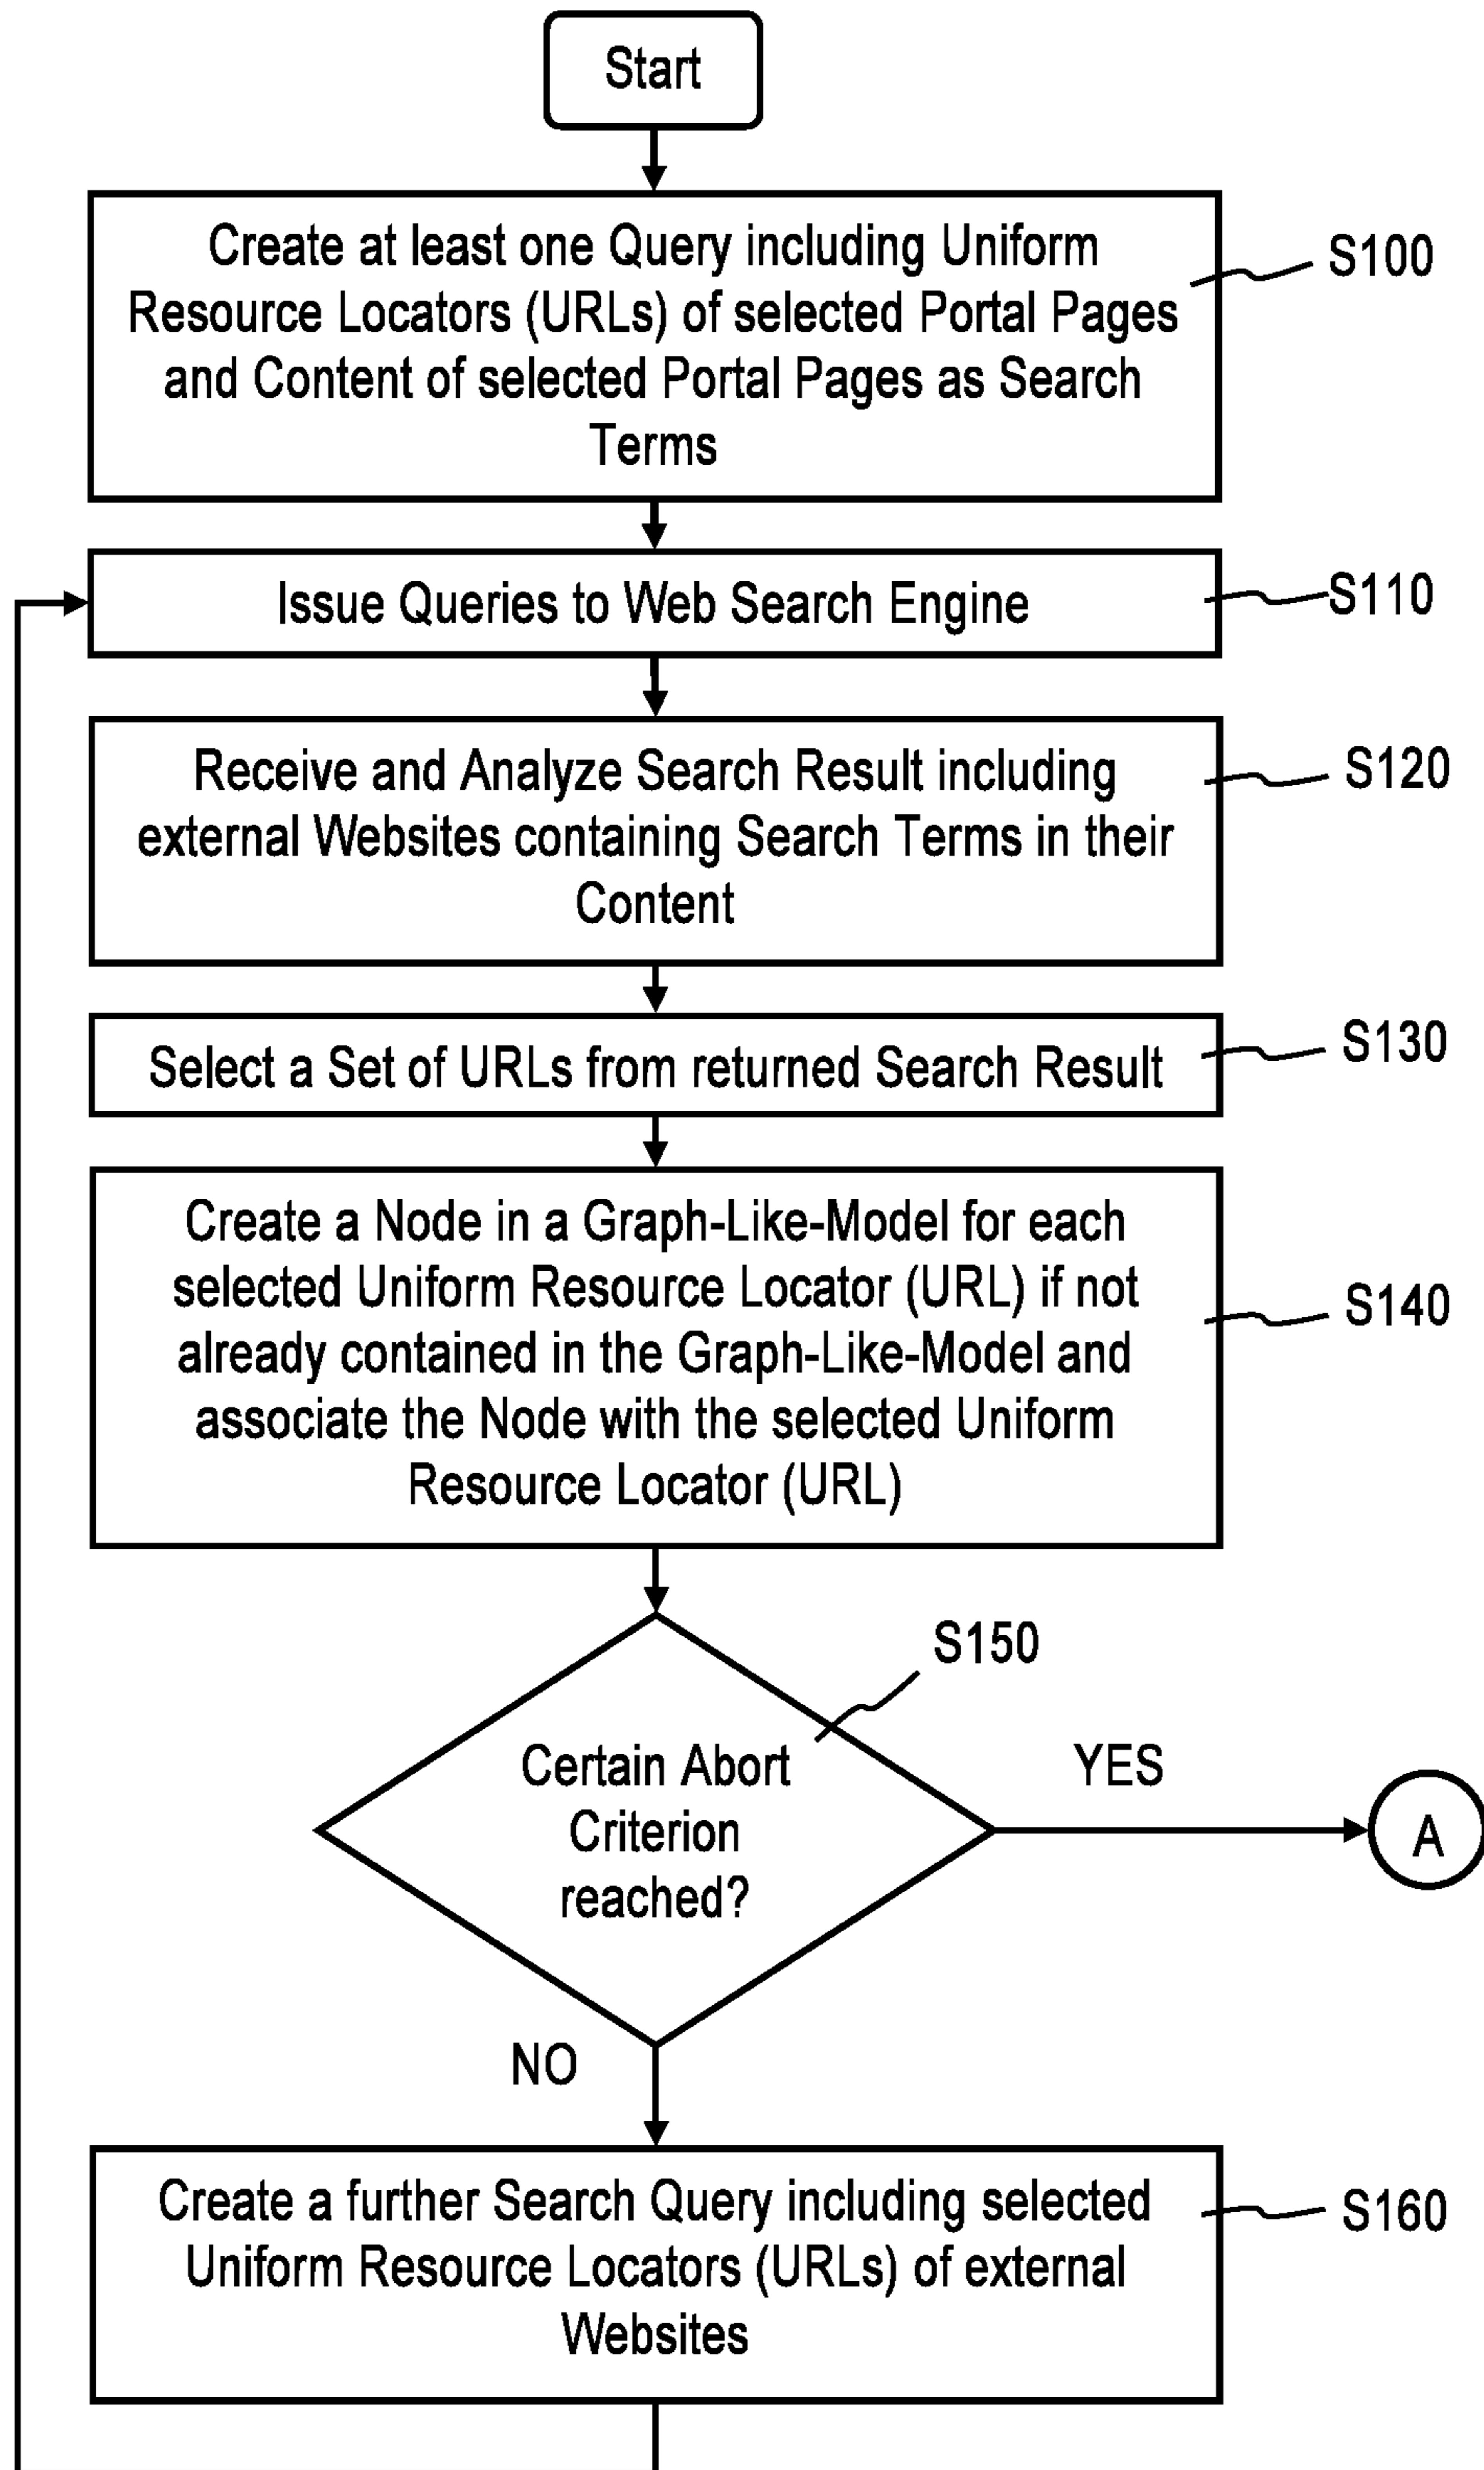 Start
Create at least one Query including Uniform
Resource Locators (URLs) of selected Portal Pages
and Content of selected Portal Pages as Search
Terms
S100
Issue Queries to Web Search Engine
S110
Receive and Analyze Search Result including
external Websites containing Search Terms in their
Content
S120
Select a Set of URLs from returned Search Result
S130
Create a Node in a Graph-Like-Model for each
selected Uniform Resource Locator (URL) if not
already contained in the Graph-Like-Model and
associate the Node with the selected Uniform
Resource Locator (URL)
S140
S150
Certain Abort
Criterion
reached?
YES
A
NO
Create a further Search Query including selected
Uniform Resource Locators (URLs) of external
Websites
S160